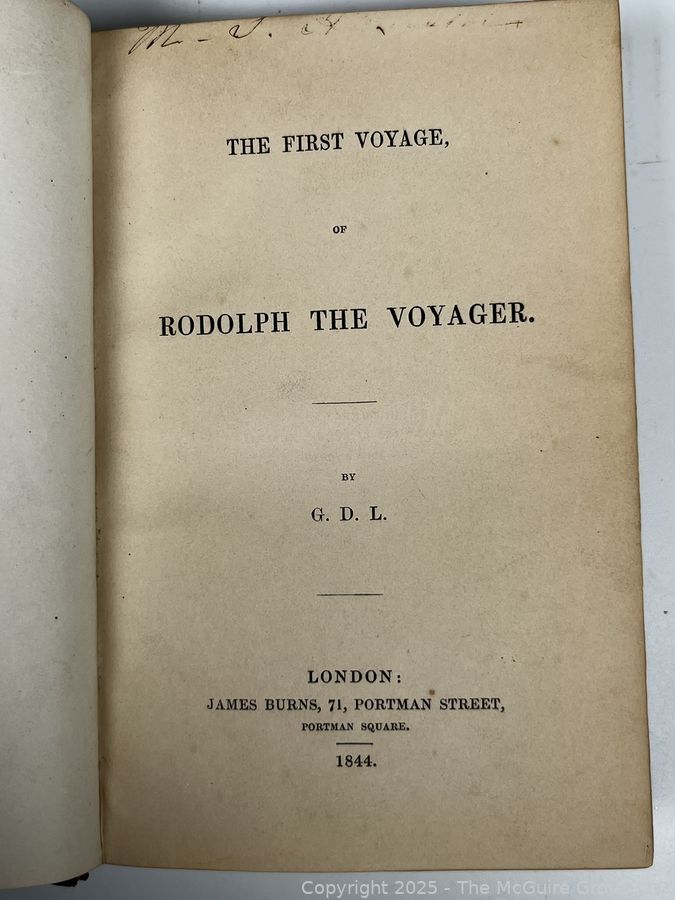 M - S.
THE FIRST VOYAGE,
OF
RODOLPH THE VOYAGER.
BY
G. D. L.
LONDON:
JAMES BURNS, 71, PORTMAN STREET,
PORTMAN SQUARE.
1844.
Copyright 2025 - The McGuire Gro